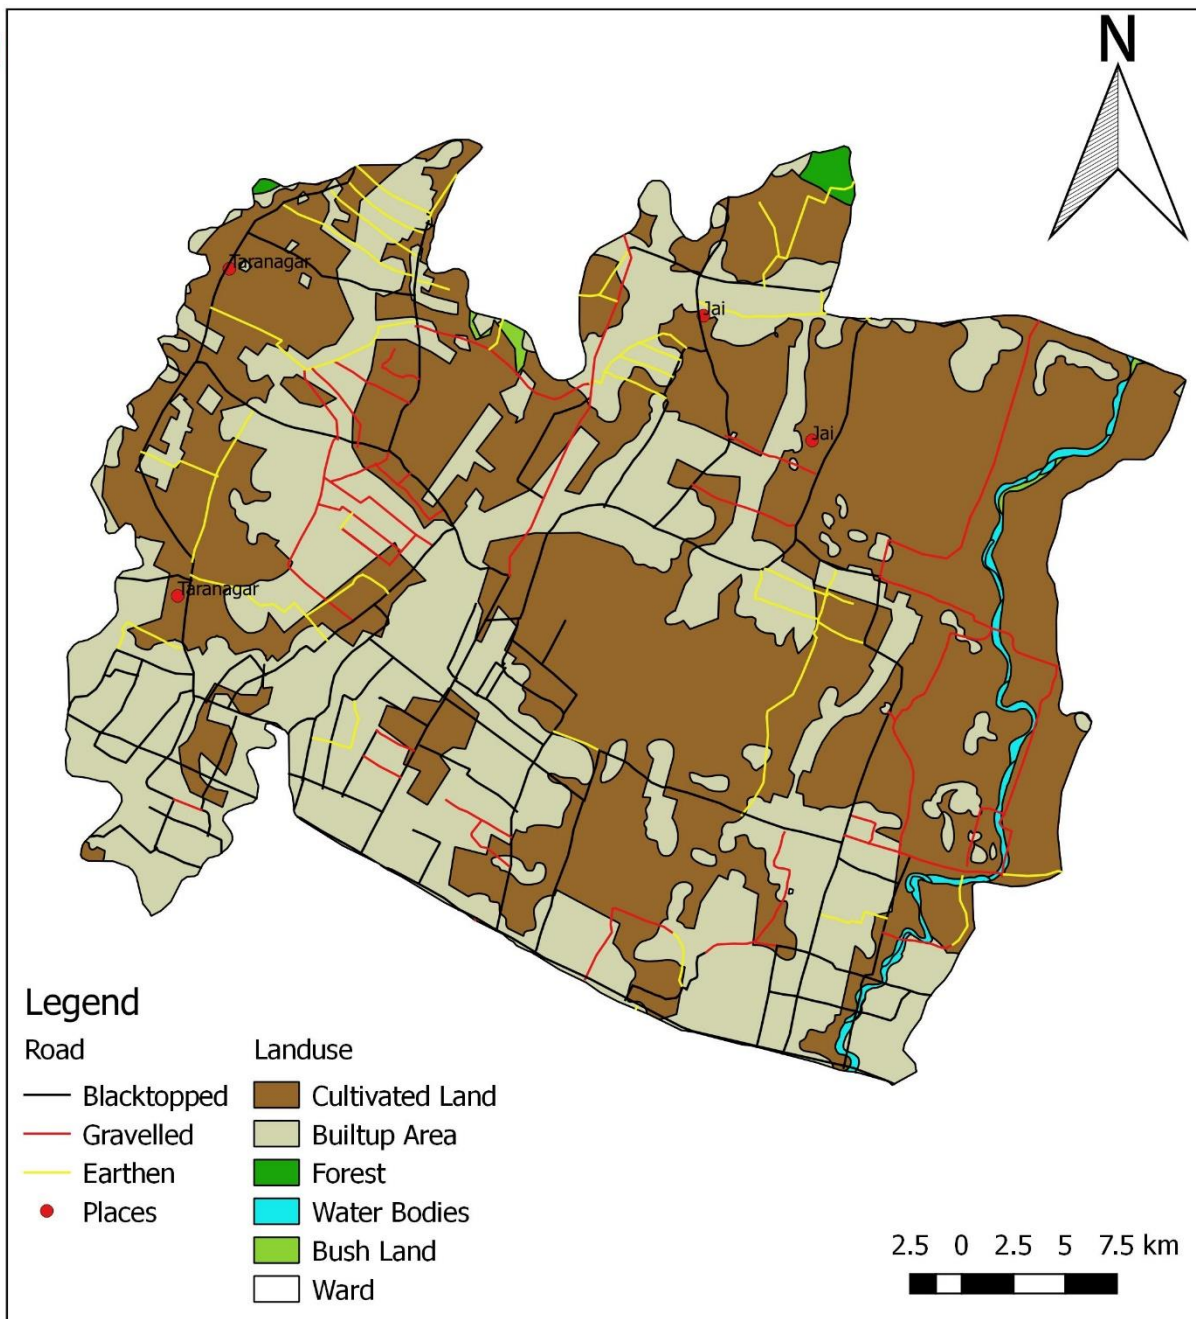 N
Taranagar
Jai
Jai
Taranagar
Legend
Road
Landuse
Blacktopped
Cultivated Land
Gravelled
Builtup Area
Earthen
Forest
Places
Water Bodies
Bush Land
Ward
2.5 0 2.5 5 7.5 km